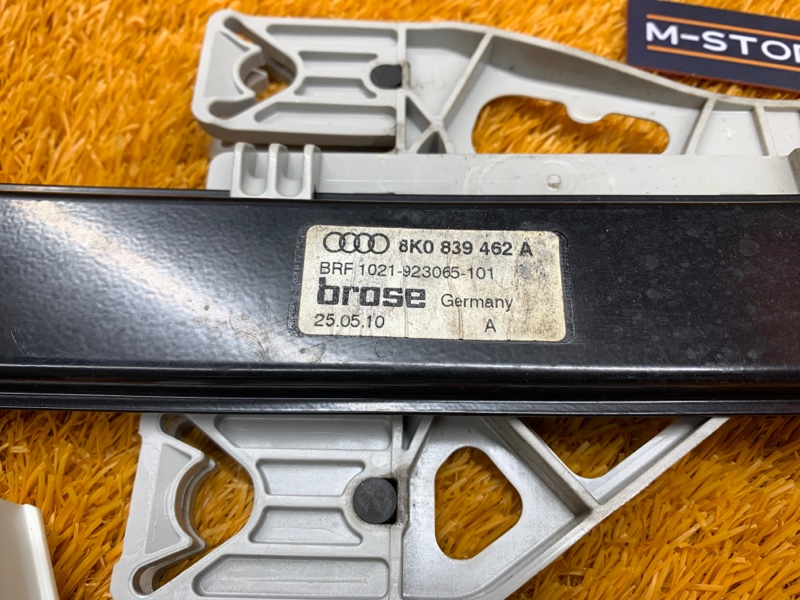 M-STO
8K0 839 462 A
BRF 1021-923065-101
brose Germany
25.05.10 A